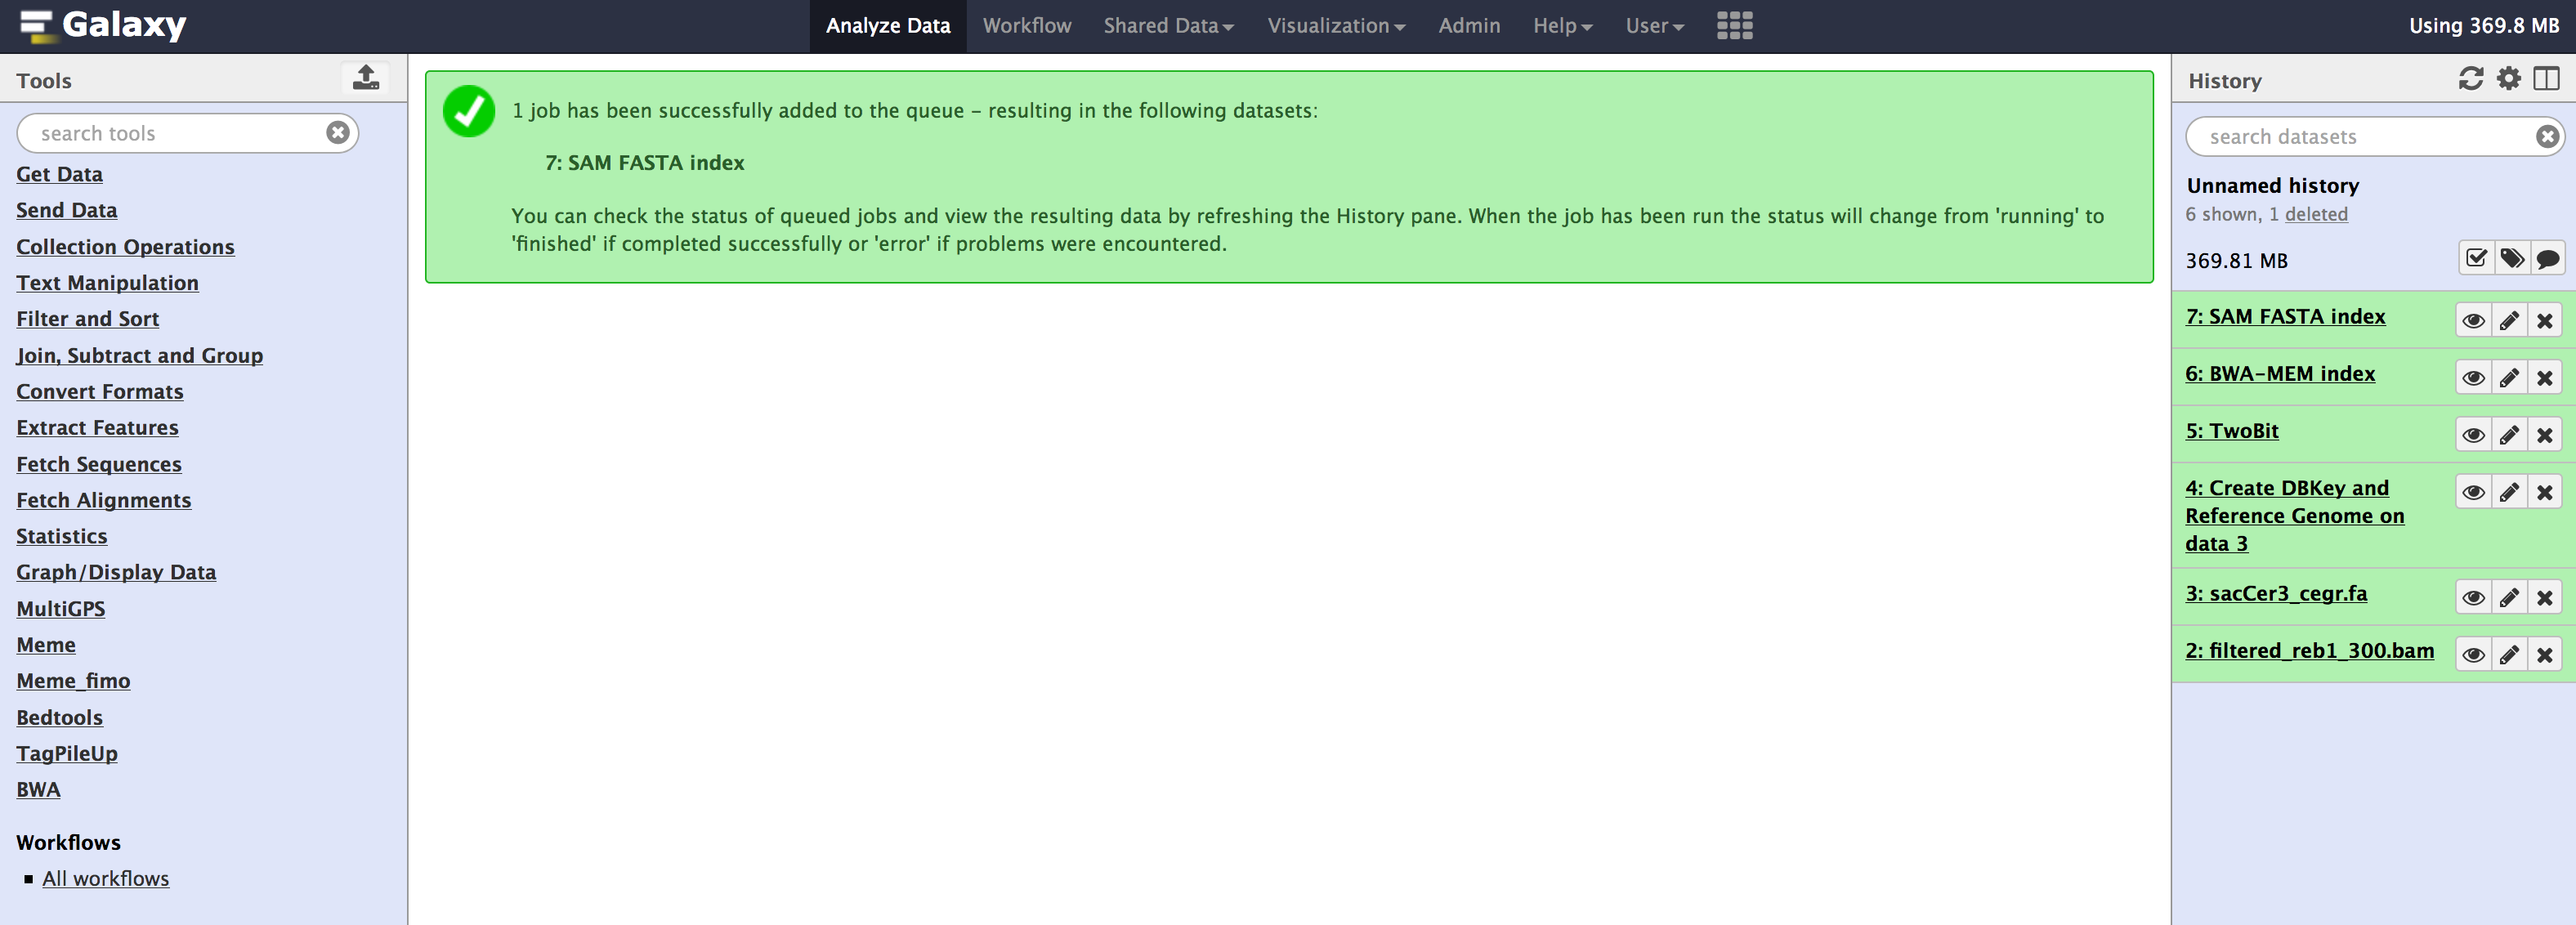 Galaxy
Analyze Data
Workflow
Shared Data
Visualization
Admin
Help
User
Using 369.8 MB
Tools
search tools
Get Data
Send Data
Collection Operations
Text Manipulation
Filter and Sort
Join, Subtract and Group
Convert Formats
Extract Features
Fetch Sequences
Fetch Alignments
Statistics
Graph/Display Data
MultiGPS
Meme
Meme_fimo
Bedtools
TagPileUp
BWA
Workflows
All workflows
1 job has been successfully added to the queue – resulting in the following datasets:
7: SAM FASTA index
You can check the status of queued jobs and view the resulting data by refreshing the History pane. When the job has been run the status will change from 'running' to
'finished' if completed successfully or 'error' if problems were encountered.
History
search datasets
Unnamed history
6 shown, 1 deleted
369.81 MB
7: SAM FASTA index
6: BWA-MEM index
5: TwoBit
4: Create DBKey and
Reference Genome on
data 3
3: sacCer3_cegr.fa
2: filtered_reb1_300.bam